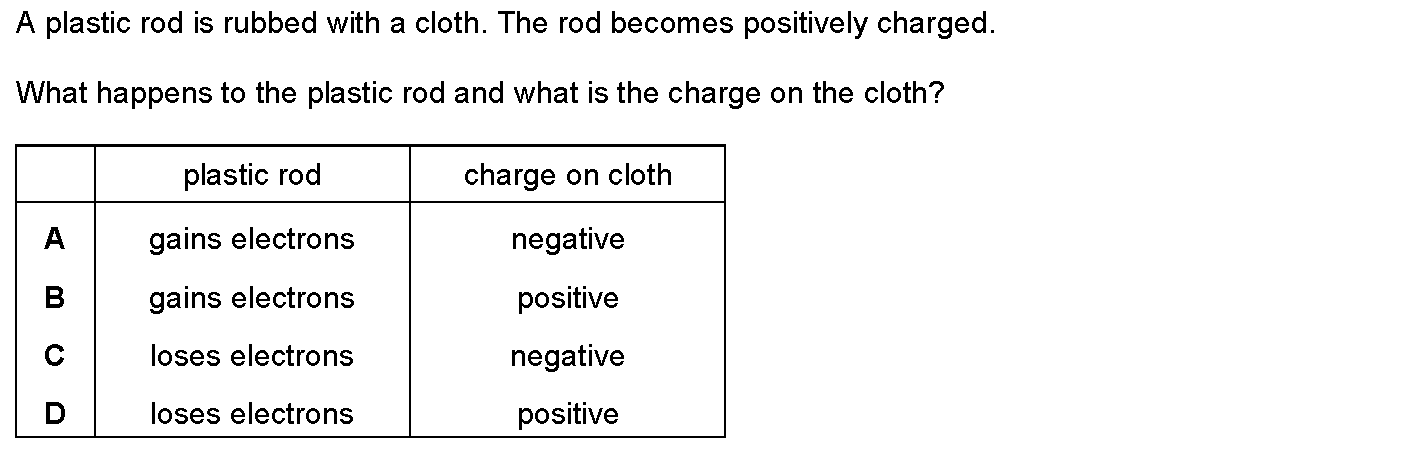 A plastic rod is rubbed with a cloth. The rod becomes positively charged.
What happens to the plastic rod and what is the charge on the cloth?
plastic rod charge on cloth
A gains electrons negative
B gains electrons positive
C loses electrons negative
D loses electrons positive